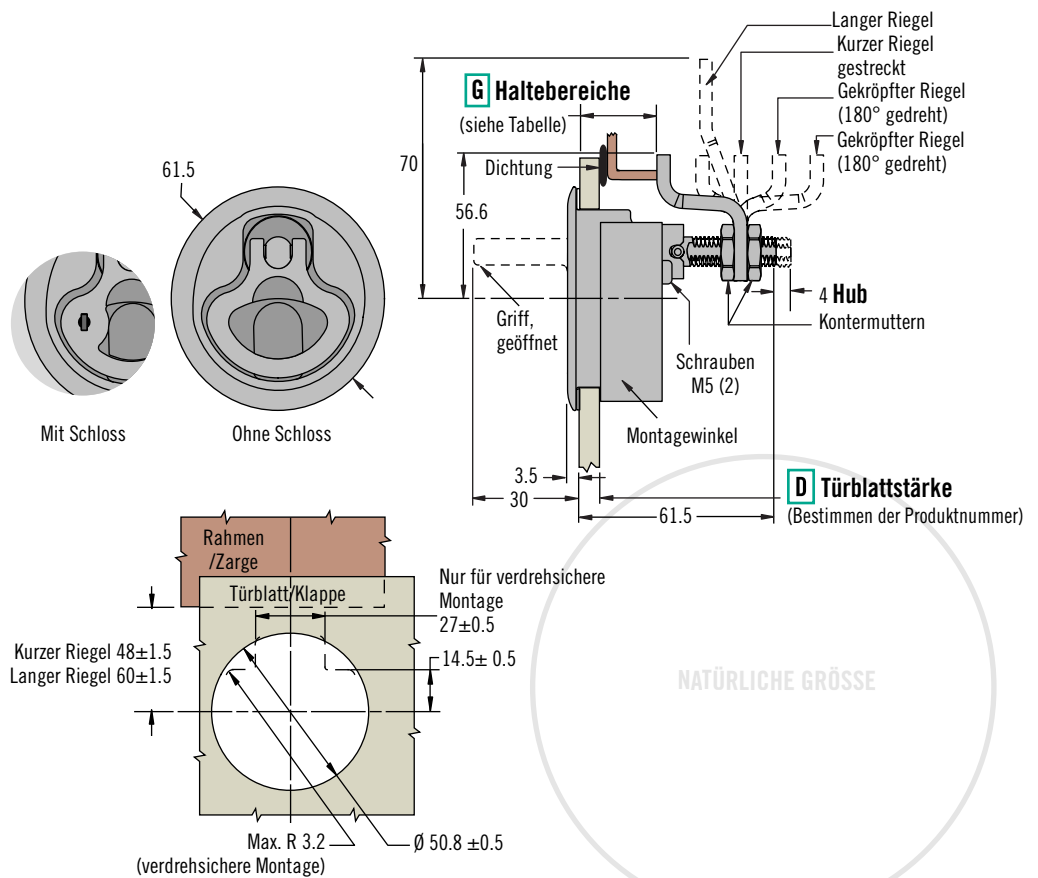 Langer Riegel
Kurzer Riegel
gestreckt
Gekröpfter Riegel
(180° gedreht)
Gekröpfter Riegel
(180° gedreht)
G Haltebereiche
(siehe Tabelle)
70
Dichtung
56.6
61.5
Griff,
geöffnet
4 Hub
Kontermuttern
Schrauben
M5 (2)
Montagewinkel
Mit Schloss
Ohne Schloss
3.5
30
61.5
D Türblattstärke
(Bestimmen der Produktnummer)
Rahmen
/Zarge
Türblatt/Klappe
Nur für verdrehsichere
Montage
27±0.5
Kurzer Riegel 48±1.5
Langer Riegel 60±1.5
14.5± 0.5
NATÜRLICHE GRÖSSE
Max. R 3.2
(verdrehsichere Montage)
Ø 50.8 ±0.5